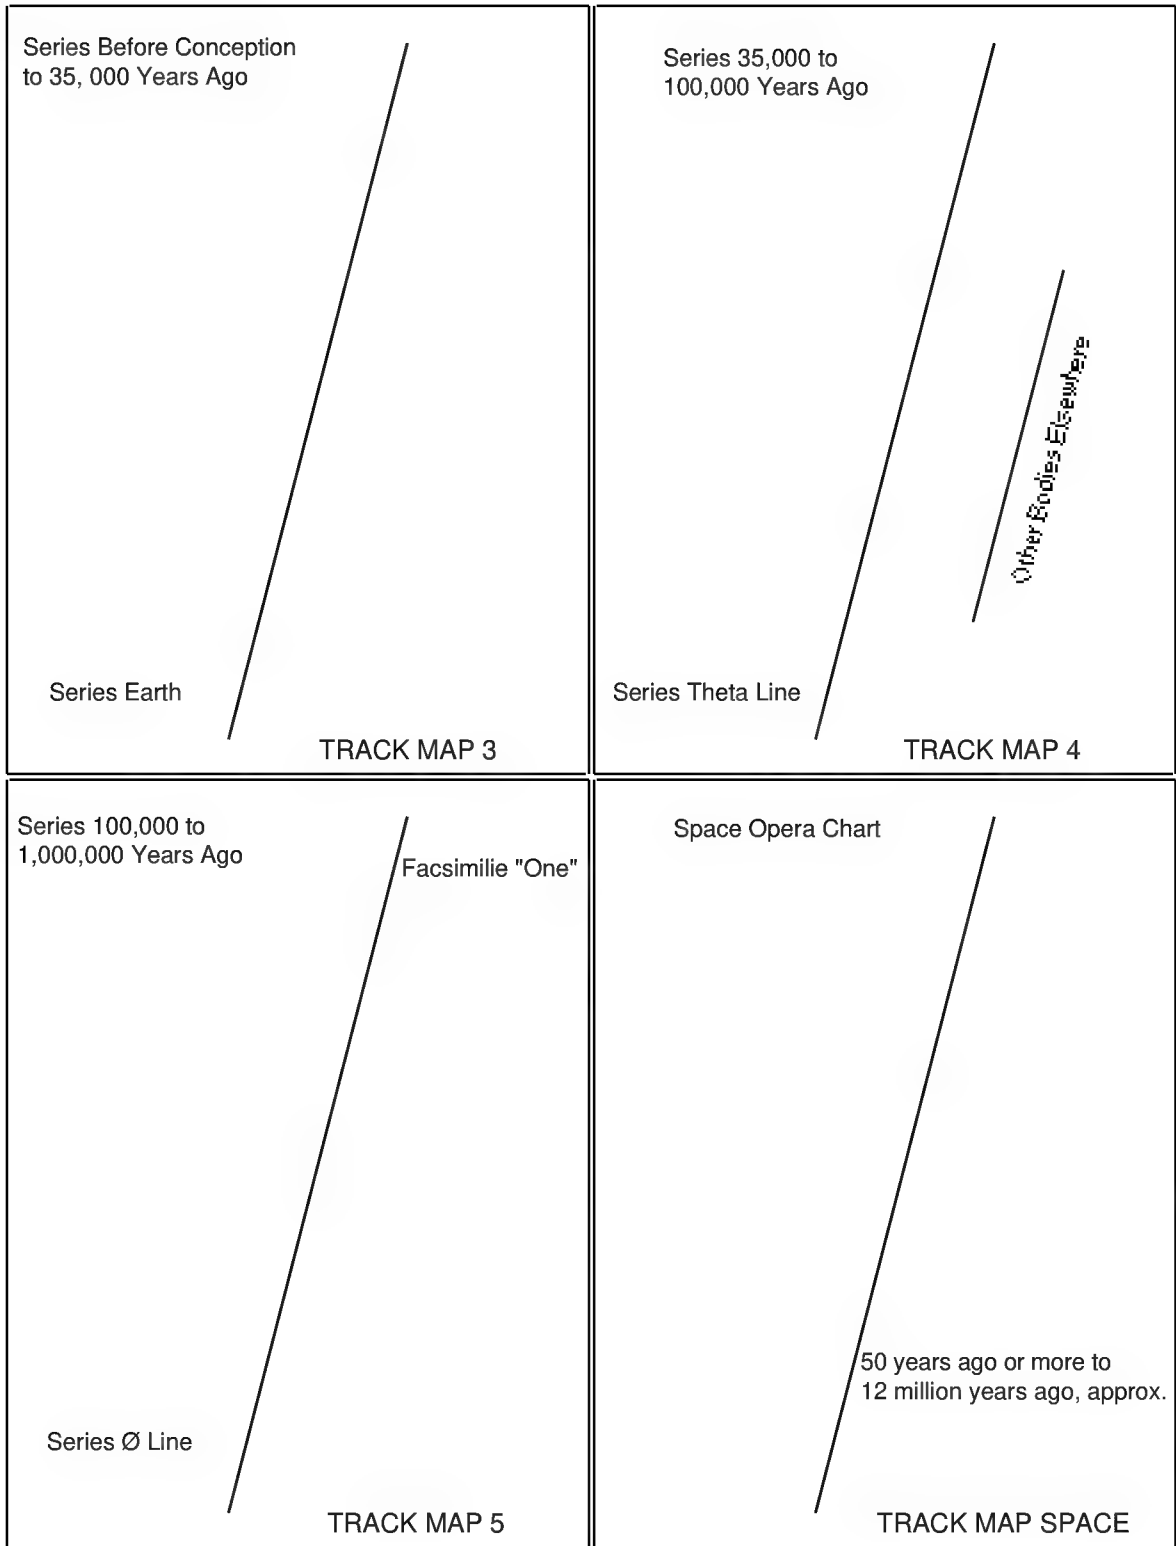 Series Before Conception
to 35, 000 Years Ago
Series Earth
TRACK MAP 3
Series 35,000 to
100,000 Years Ago
Other Bodies Elsewhere
Series Theta Line
TRACK MAP 4
Series 100,000 to
1,000,000 Years Ago
Facsimilie "One"
Series Ø Line
TRACK MAP 5
Space Opera Chart
50 years ago or more to
12 million years ago, approx.
TRACK MAP SPACE